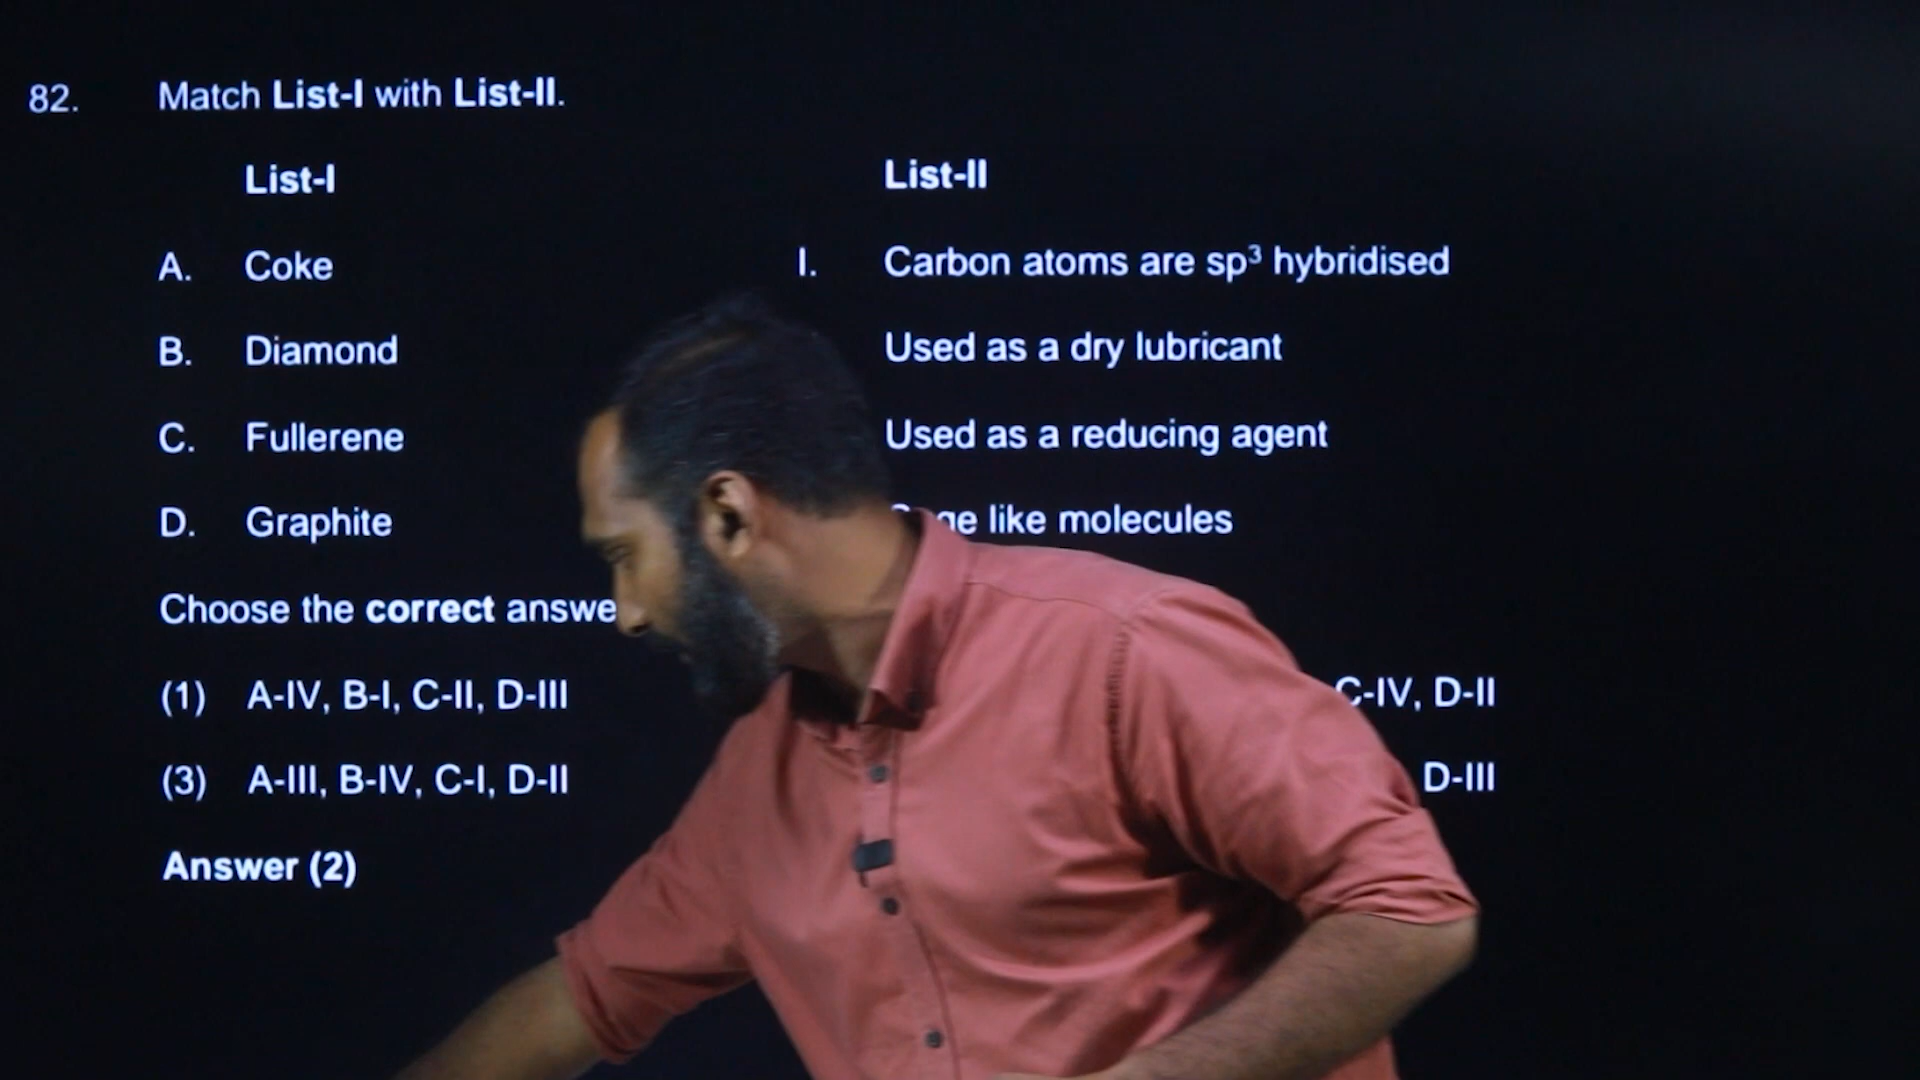 82. Match List-I with List-II.
List-I List-II
A. Coke I. Carbon atoms are sp³ hybridised
B. Diamond Used as a dry lubricant
C. Fullerene Used as a reducing agent
D. Graphite like molecules
Choose the correct
(1) A-IV, B-I, C-II, D-III C-IV, D-II
(3) A-III, B-IV, C-I, D-II D-III
Answer (2)